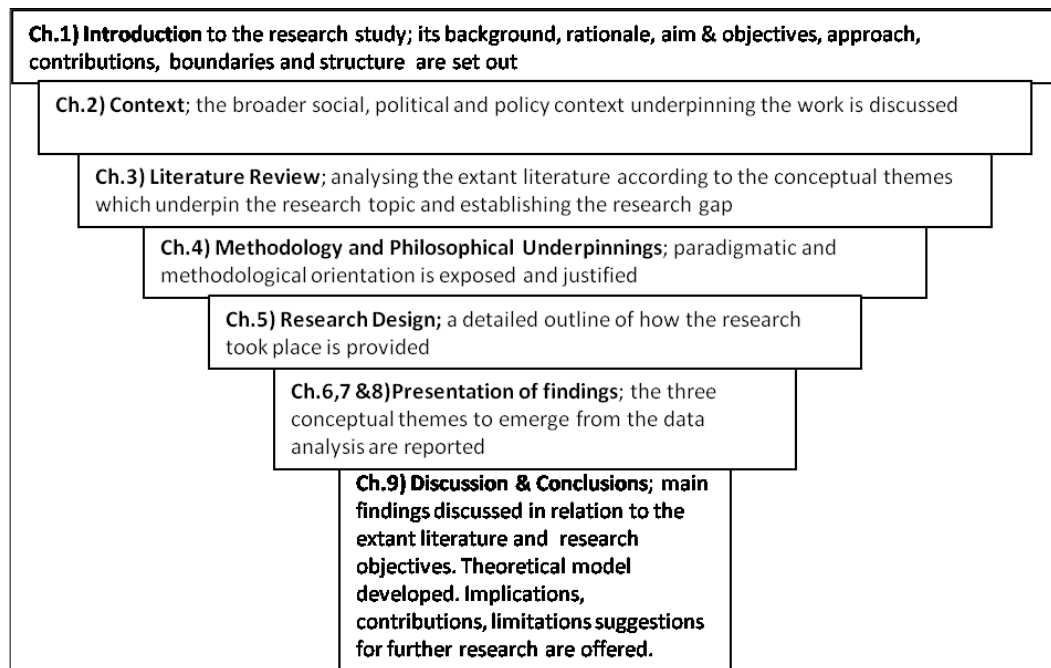 Ch.1) Introduction to the research study; its background, rationale, aim & objectives, approach,
contributions, boundaries and structure are set out
Ch.2) Context; the broader social, political and policy context underpinning the work is discussed
Ch.3) Literature Review; analysing the extant literature according to the conceptual themes
which underpin the research topic and establishing the research gap
Ch.4) Methodology and Philosophical Underpinnings; paradigmatic and
methodological orientation is exposed and justified
Ch.5) Research Design; a detailed outline of how the research
took place is provided
Ch.6,7 &8)Presentation of findings; the three
conceptual themes to emerge from the data
analysis are reported
Ch.9) Discussion & Conclusions; main
findings discussed in relation to the
extant literature and research
objectives. Theoretical model
developed. Implications,
contributions, limitations suggestions
for further research are offered.